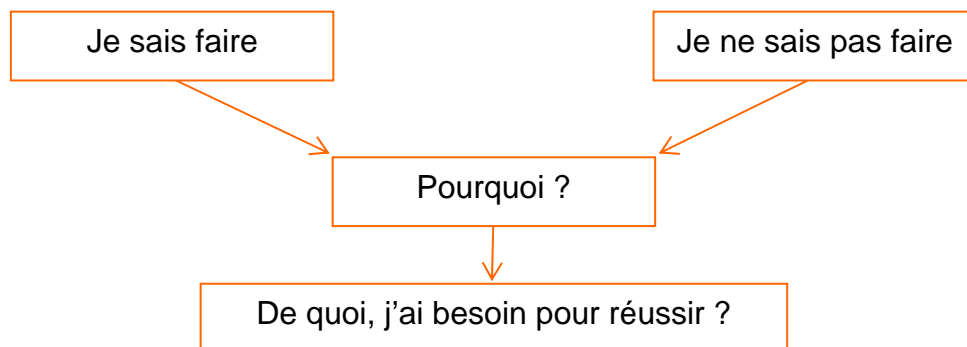 Je sais faire
Je ne sais pas faire
Pourquoi ?
De quoi, j’ai besoin pour réussir ?